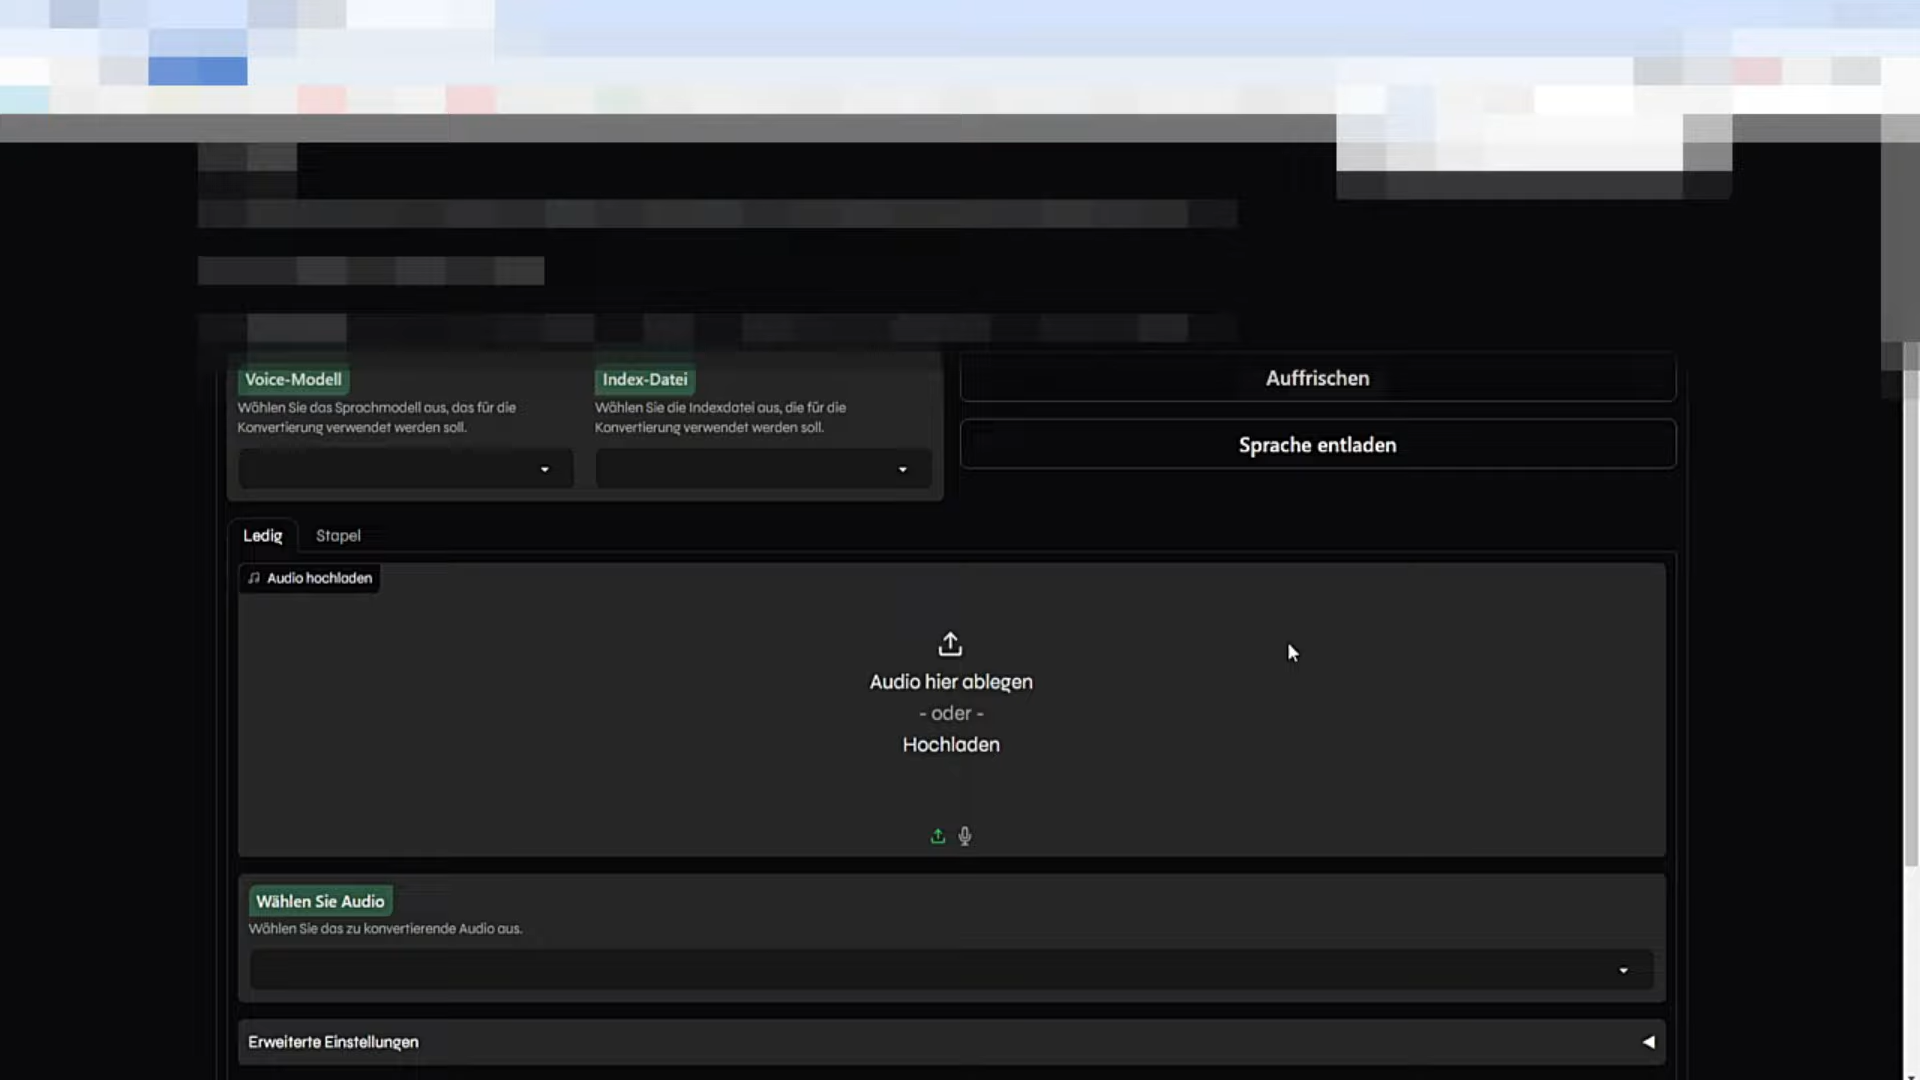 Voice-Modell
Wählen Sie das Sprachmodell aus, das für die
Konvertierung verwendet werden soll.
Index-Datei
Wählen Sie die Indexdatei aus, die für die
Konvertierung verwendet werden soll.
Auffrischen
Sprache entladen
Ledig
Stapel
Audio hochladen
Audio hier ablegen
- oder -
Hochladen
Wählen Sie Audio
Wählen Sie das zu konvertierende Audio aus.
Erweiterte Einstellungen